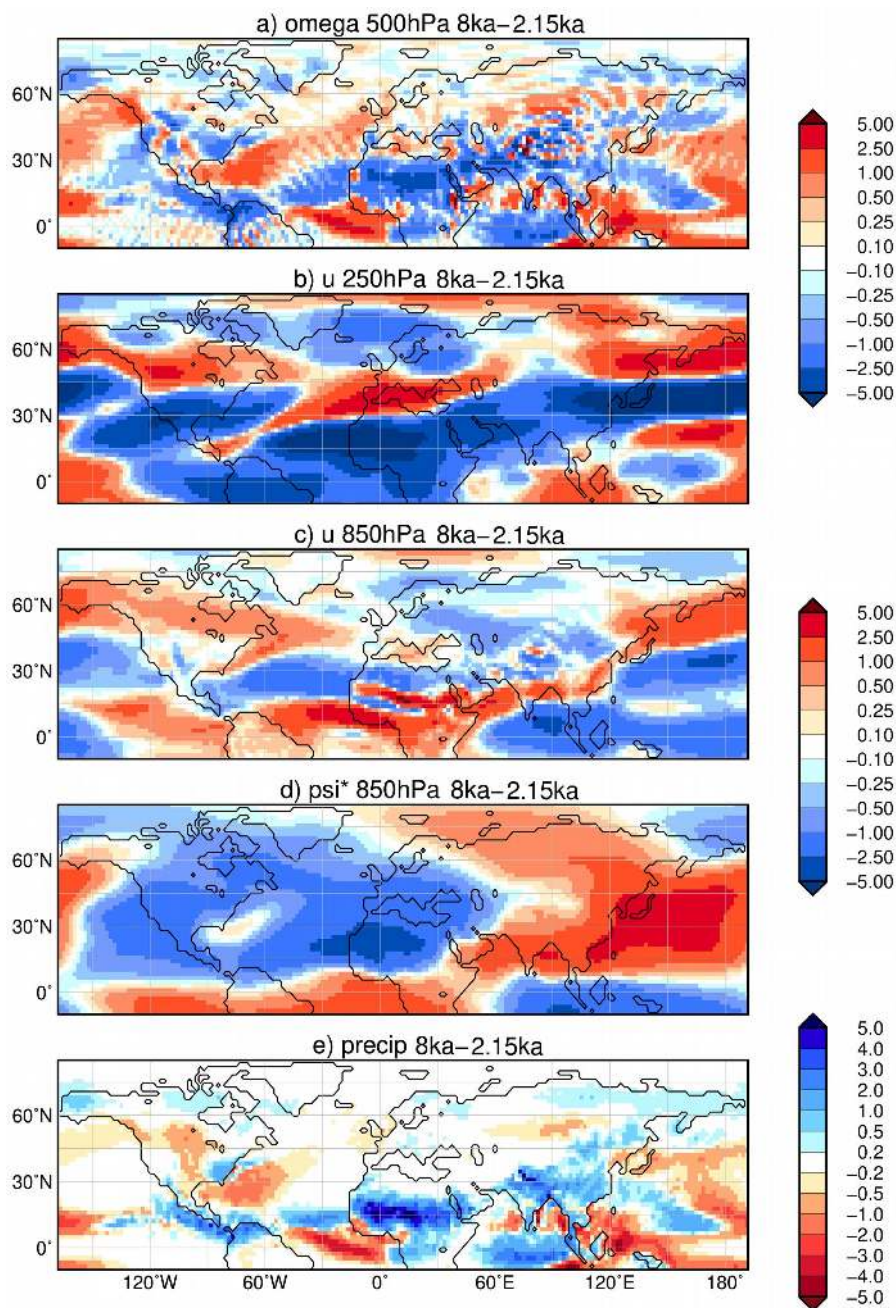 a) omega 500hPa 8ka−2.15ka
60°N
30°N
0°
5.00
2.50
1.00
0.50
0.25
0.10
−0.10
−0.25
−0.50
−1.00
−2.50
−5.00
b) u 250hPa 8ka−2.15ka
60°N
30°N
0°
c) u 850hPa 8ka−2.15ka
60°N
30°N
0°
5.00
2.50
1.00
0.50
0.25
0.10
−0.10
−0.25
−0.50
−1.00
−2.50
−5.00
d) psi* 850hPa 8ka−2.15ka
60°N
30°N
0°
e) precip 8ka−2.15ka
60°N
30°N
0°
120°W 60°W 0° 60°E 120°E 180°
5.0
4.0
3.0
2.0
1.0
0.5
0.2
−0.2
−0.5
−1.0
−2.0
−3.0
−4.0
−5.0